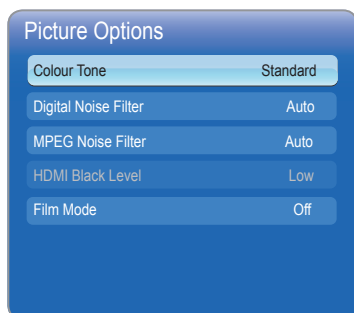 Picture Options
Colour Tone Standard
Digital Noise Filter Auto
MPEG Noise Filter Auto
HDMI Black Level Low
Film Mode Off